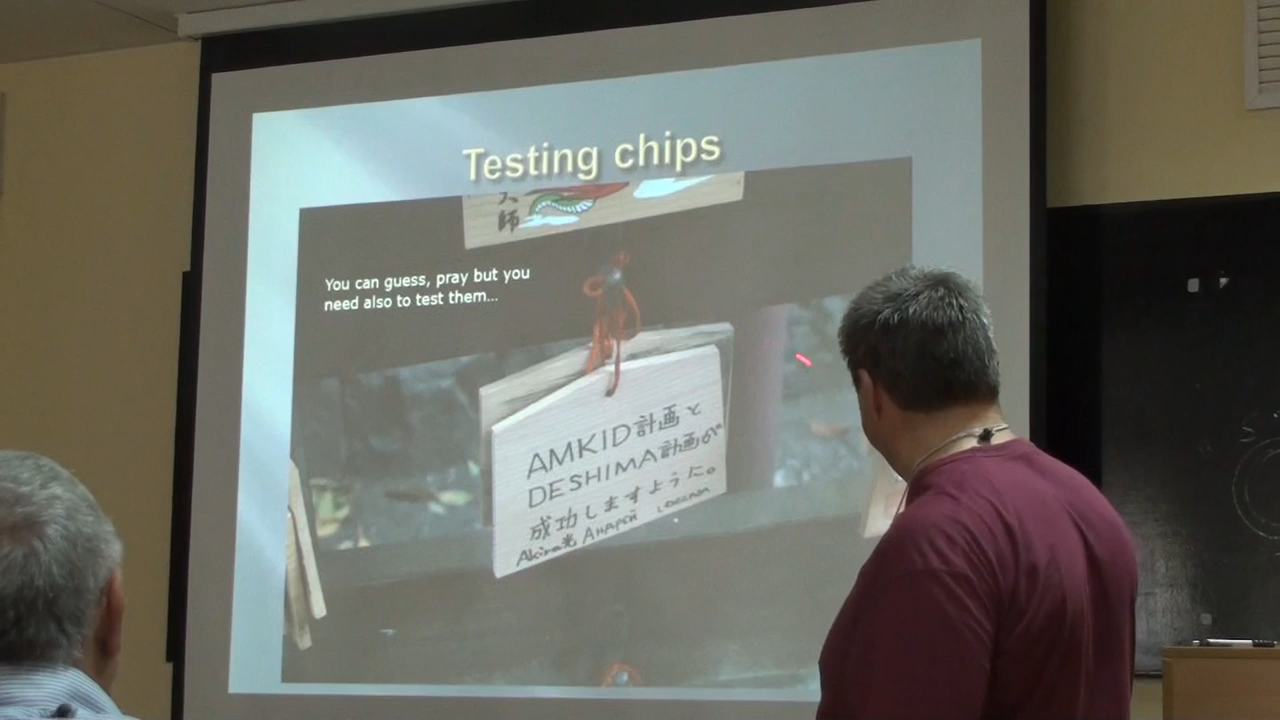 Testing chips
師
You can guess, pray but you
need also to test them...
AMKID計画と
DESHIMA計画が
成功しますように。
Akira